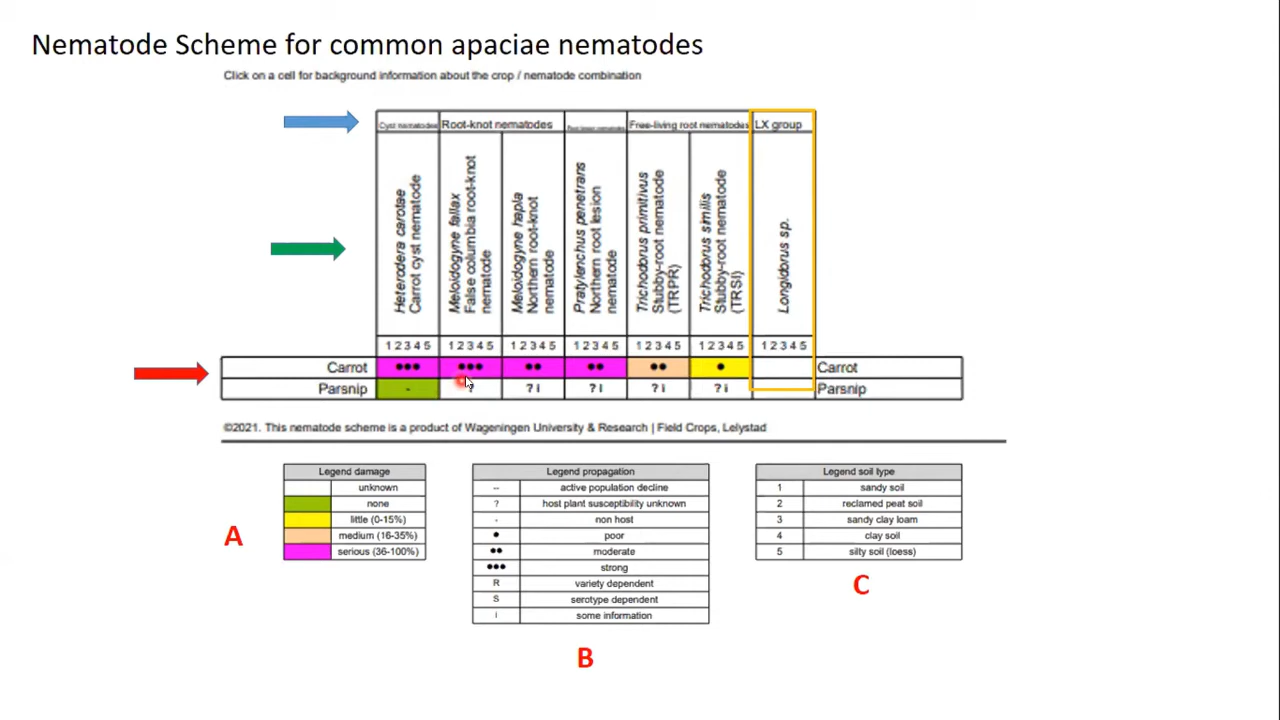 Nematode Scheme for common apaciae nematodes
Click on a cell for background information about the crop / nematode combination
Cyst nematodes Root-knot nematodes Free-living root nematodes LX group
Heterodera carotae
Carrot cyst nematode
Meloidogyne fallax
False columbia root-knot
nematode
Meloidogyne hapla
Northern root-knot
nematode
Pratylenchus penetrans
Northern root lesion
nematode
Trichodorus primitivus
Stubby-root nematode
(TRPR)
Trichodorus similis
Stubby-root nematode
(TRSI)
Longidorus sp.
1 2 3 4 5 1 2 3 4 5 1 2 3 4 5 1 2 3 4 5 1 2 3 4 5 1 2 3 4 5 1 2 3 4 5
Carrot ●●● ●●● ●● ●● ●● ● Carrot
Parsnip - ? ? i ? i ? i ? i Parsnip
©2021. This nematode scheme is a product of Wageningen University & Research | Field Crops, Lelystad
Legend damage
unknown
none
little (0-15%)
medium (16-35%)
serious (36-100%)
A
Legend propagation
-- active population decline
? host plant susceptibility unknown
- non host
● poor
●● moderate
●●● strong
R variety dependent
S serotype dependent
i some information
B
Legend soil type
1 sandy soil
2 reclaimed peat soil
3 sandy clay loam
4 clay soil
5 silty soil (loess)
C